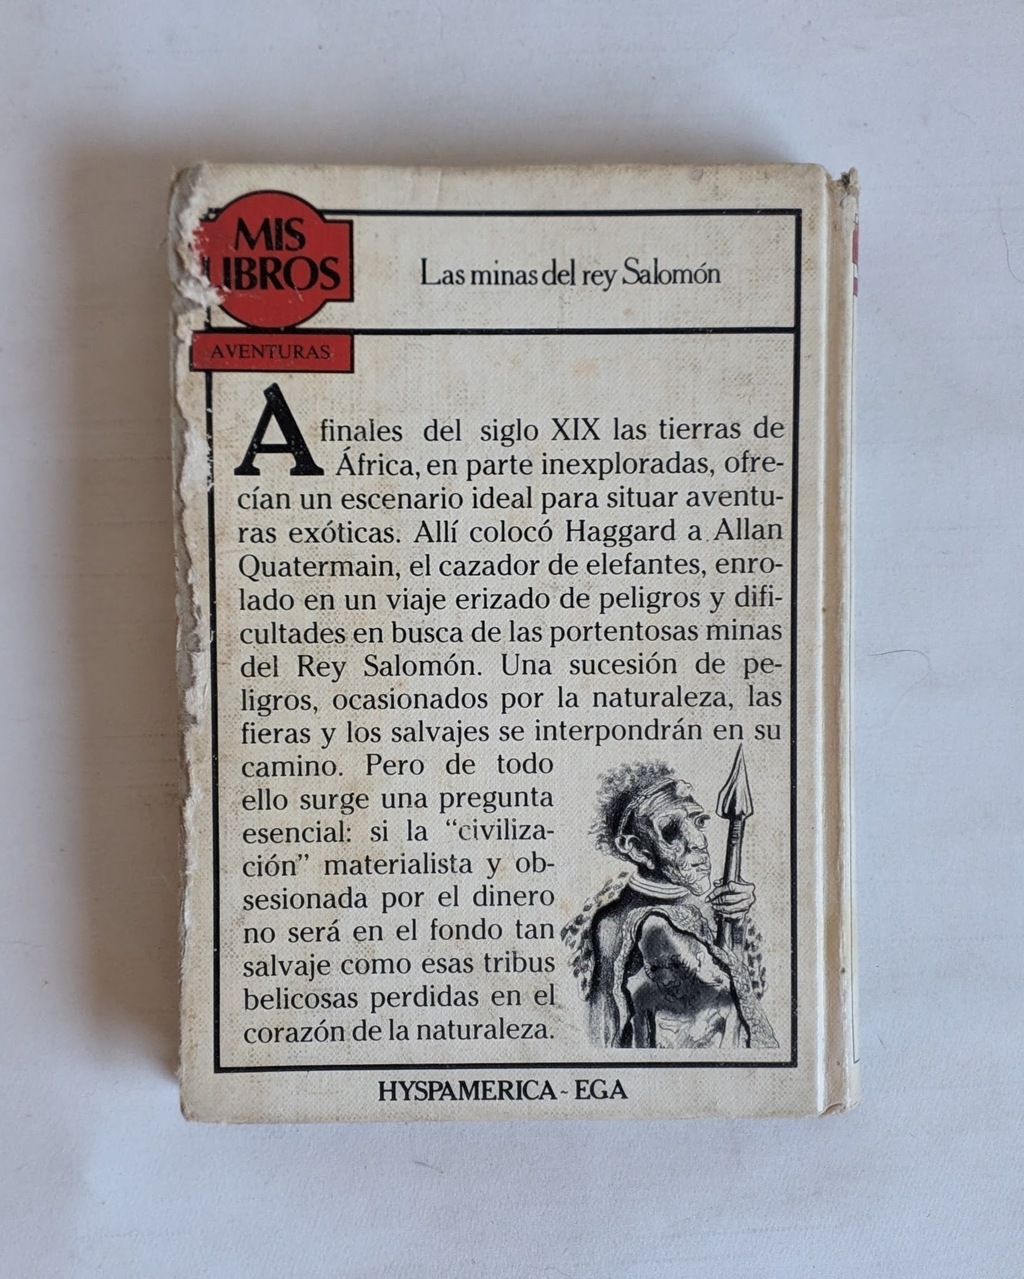 MIS
LIBROS
Las minas del rey Salomón
AVENTURAS
A finales del siglo XIX las tierras de
África, en parte inexploradas, ofre-
cían un escenario ideal para situar aventu-
ras exóticas. Allí colocó Haggard a Allan
Quatermain, el cazador de elefantes, enro-
lado en un viaje erizado de peligros y difi-
cultades en busca de las portentosas minas
del Rey Salomón. Una sucesión de pe-
ligros, ocasionados por la naturaleza, las
fieras y los salvajes se interpondrán en su
camino. Pero de todo
ello surge una pregunta
esencial: si la “civiliza-
ción” materialista y ob-
sesionada por el dinero
no será en el fondo tan
salvaje como esas tribus
belicosas perdidas en el
corazón de la naturaleza.
HYSPAMERICA - EGA